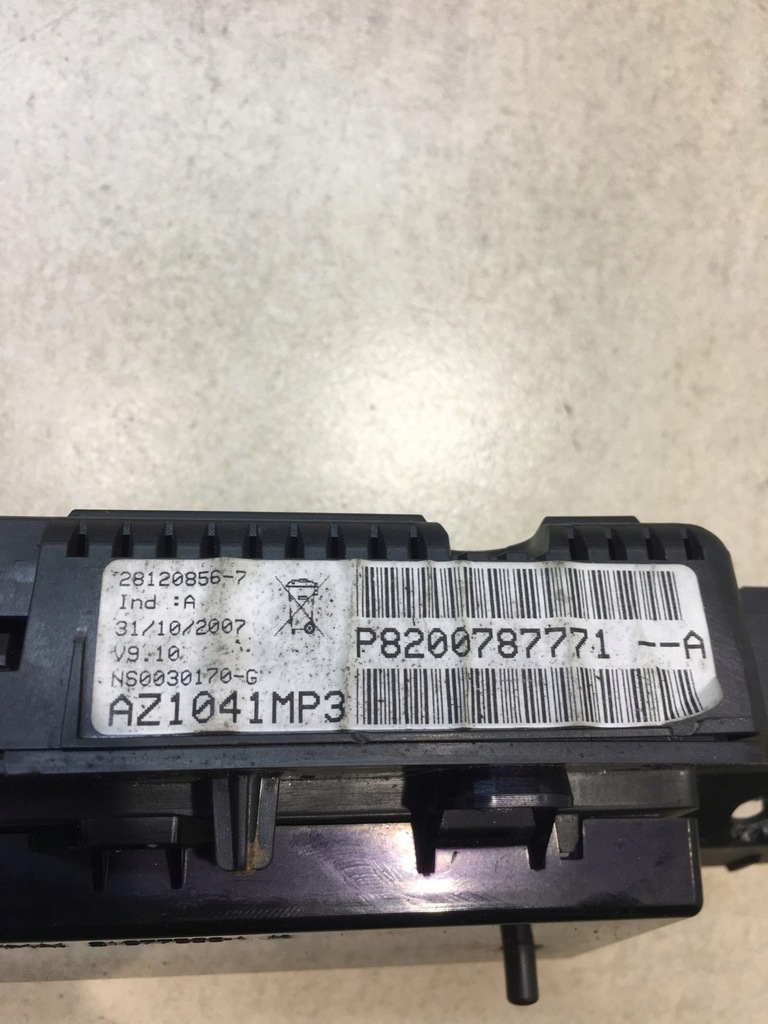 28120856-7
Ind :A
31/10/2007
V9.10
NS0030170-G
AZ1041MP3
P8200787771 --A